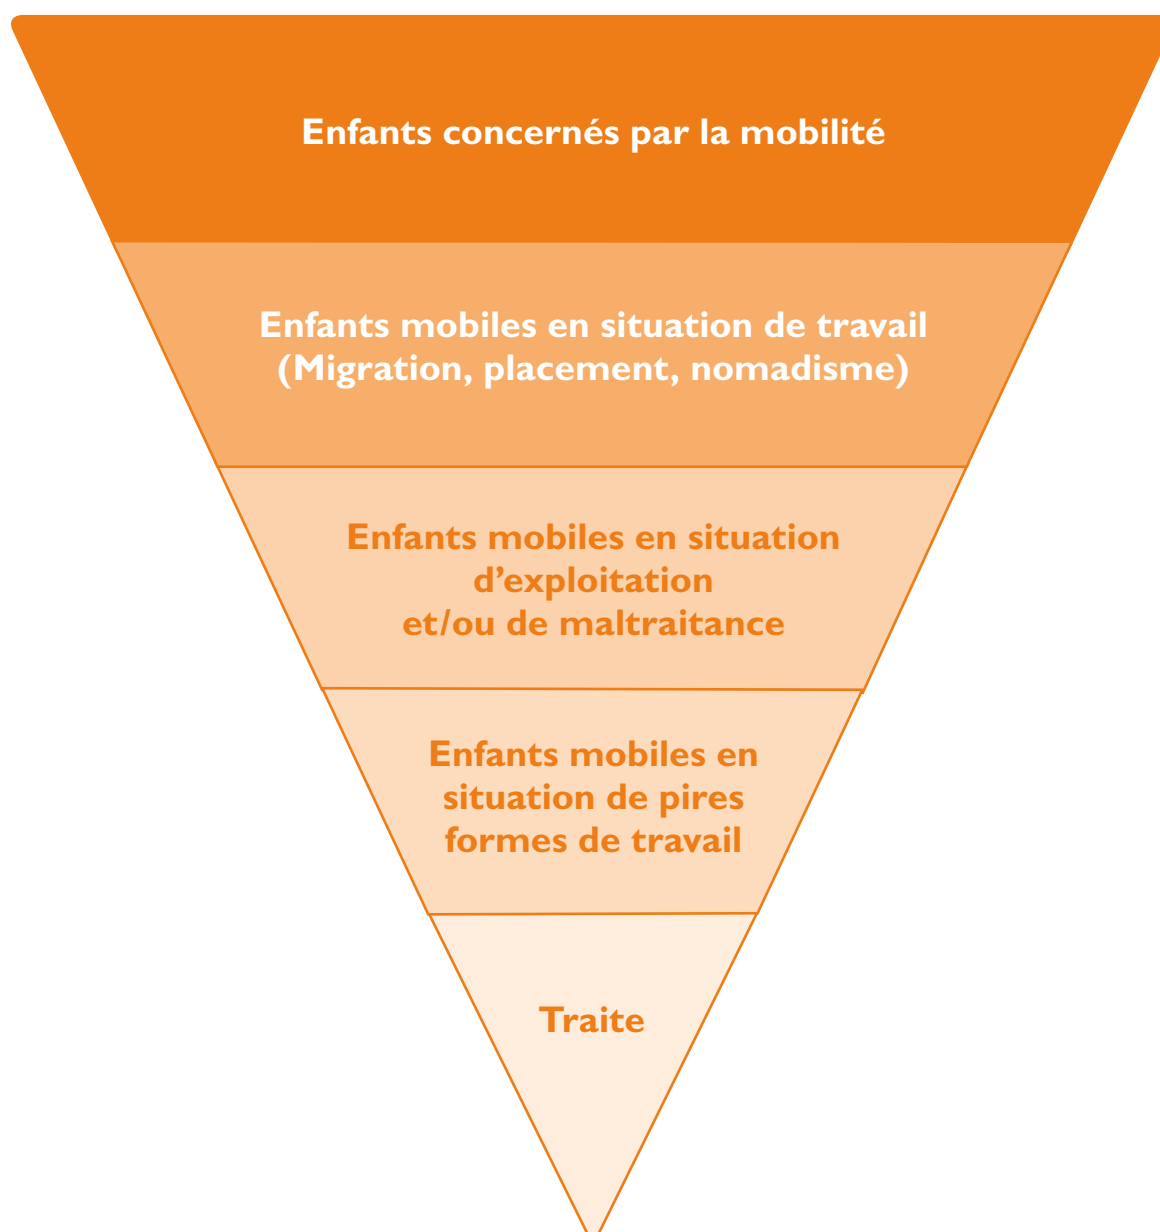 Enfants concernés par la mobilité
Enfants mobiles en situation de travail
(Migration, placement, nomadisme)
Enfants mobiles en situation
d’exploitation
et/ou de maltraitance
Enfants mobiles en
situation de pires
formes de travail
Traite